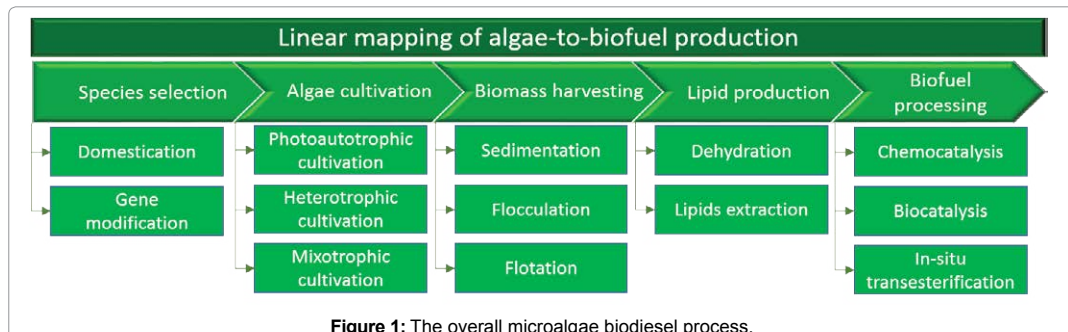 Linear mapping of algae-to-biofuel production
Species selection
Algae cultivation
Biomass harvesting
Lipid production
Biofuel
processing
Domestication
Gene
modification
Photoautotrophic
cultivation
Heterotrophic
cultivation
Mixotrophic
cultivation
Sedimentation
Flocculation
Flotation
Dehydration
Lipids extraction
Chemocatalysis
Biocatalysis
In-situ
transesterification
Figure 1: The overall microalgae biodiesel process.